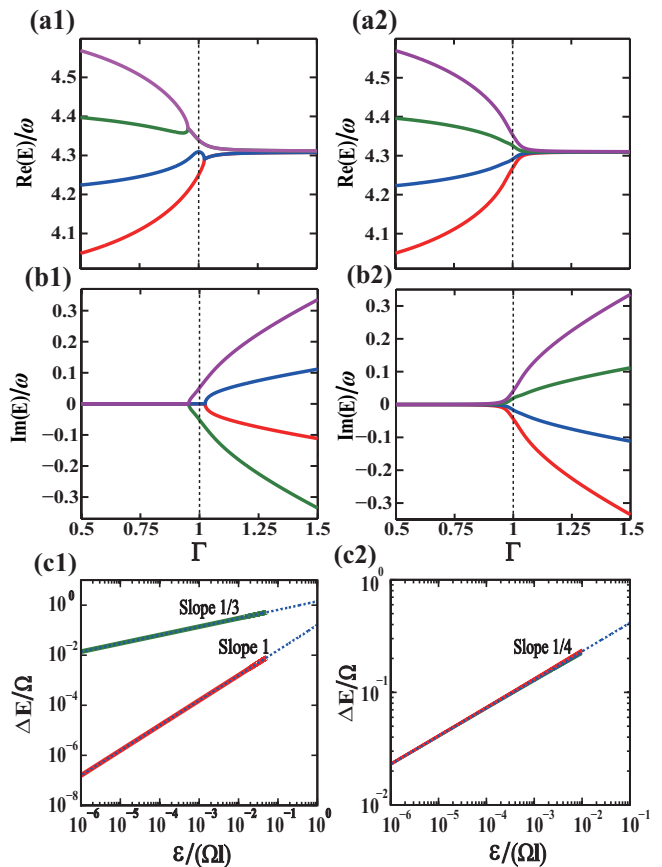 (a1) (a2)
Re(E)/ω 4.5 4.4 4.3 4.2 4.1
Re(E)/ω 4.5 4.4 4.3 4.2 4.1
(b1) (b2)
Im(E)/ω 0.3 0.2 0.1 0 −0.1 −0.2 −0.3
Im(E)/ω 0.3 0.2 0.1 0 −0.1 −0.2 −0.3
0.5 0.75 1 1.25 1.5
0.5 0.75 1 1.25 1.5
Γ Γ
(c1) (c2)
ΔE/Ω 10^0 10^-2 10^-4 10^-6 10^-8
Slope 1/3
Slope 1
10^-6 10^-5 10^-4 10^-3 10^-2 10^-1 10^0
ε/(ΩI)
ΔE/Ω 10^0 10^-1 10^-2
Slope 1/4
10^-6 10^-5 10^-4 10^-3 10^-2 10^-1
ε/(ΩI)